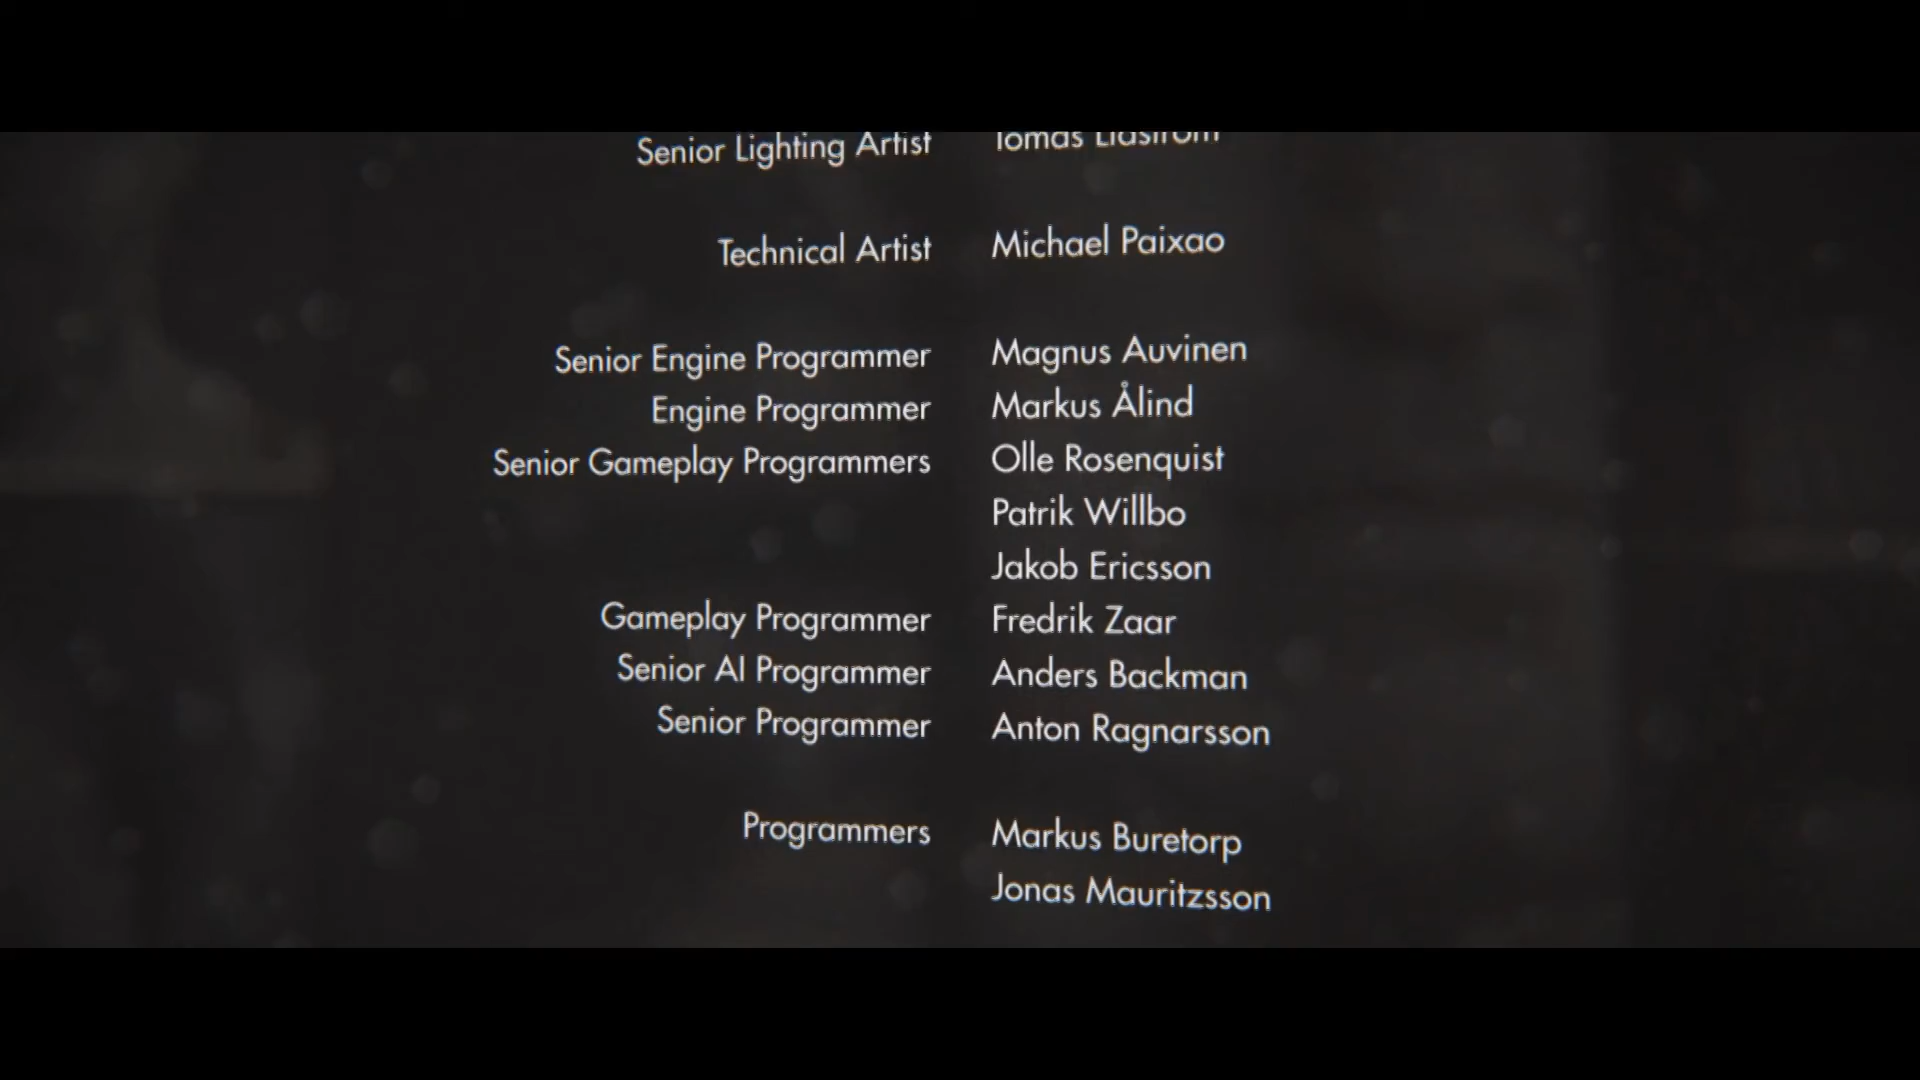 Senior Lighting Artist Tomas Lidström
Technical Artist Michael Paixao
Senior Engine Programmer Magnus Auvinen
Engine Programmer Markus Ålind
Senior Gameplay Programmers Olle Rosenquist
Patrik Willbo
Jakob Ericsson
Gameplay Programmer Fredrik Zaar
Senior AI Programmer Anders Backman
Senior Programmer Anton Ragnarsson
Programmers Markus Buretorp
Jonas Mauritzsson